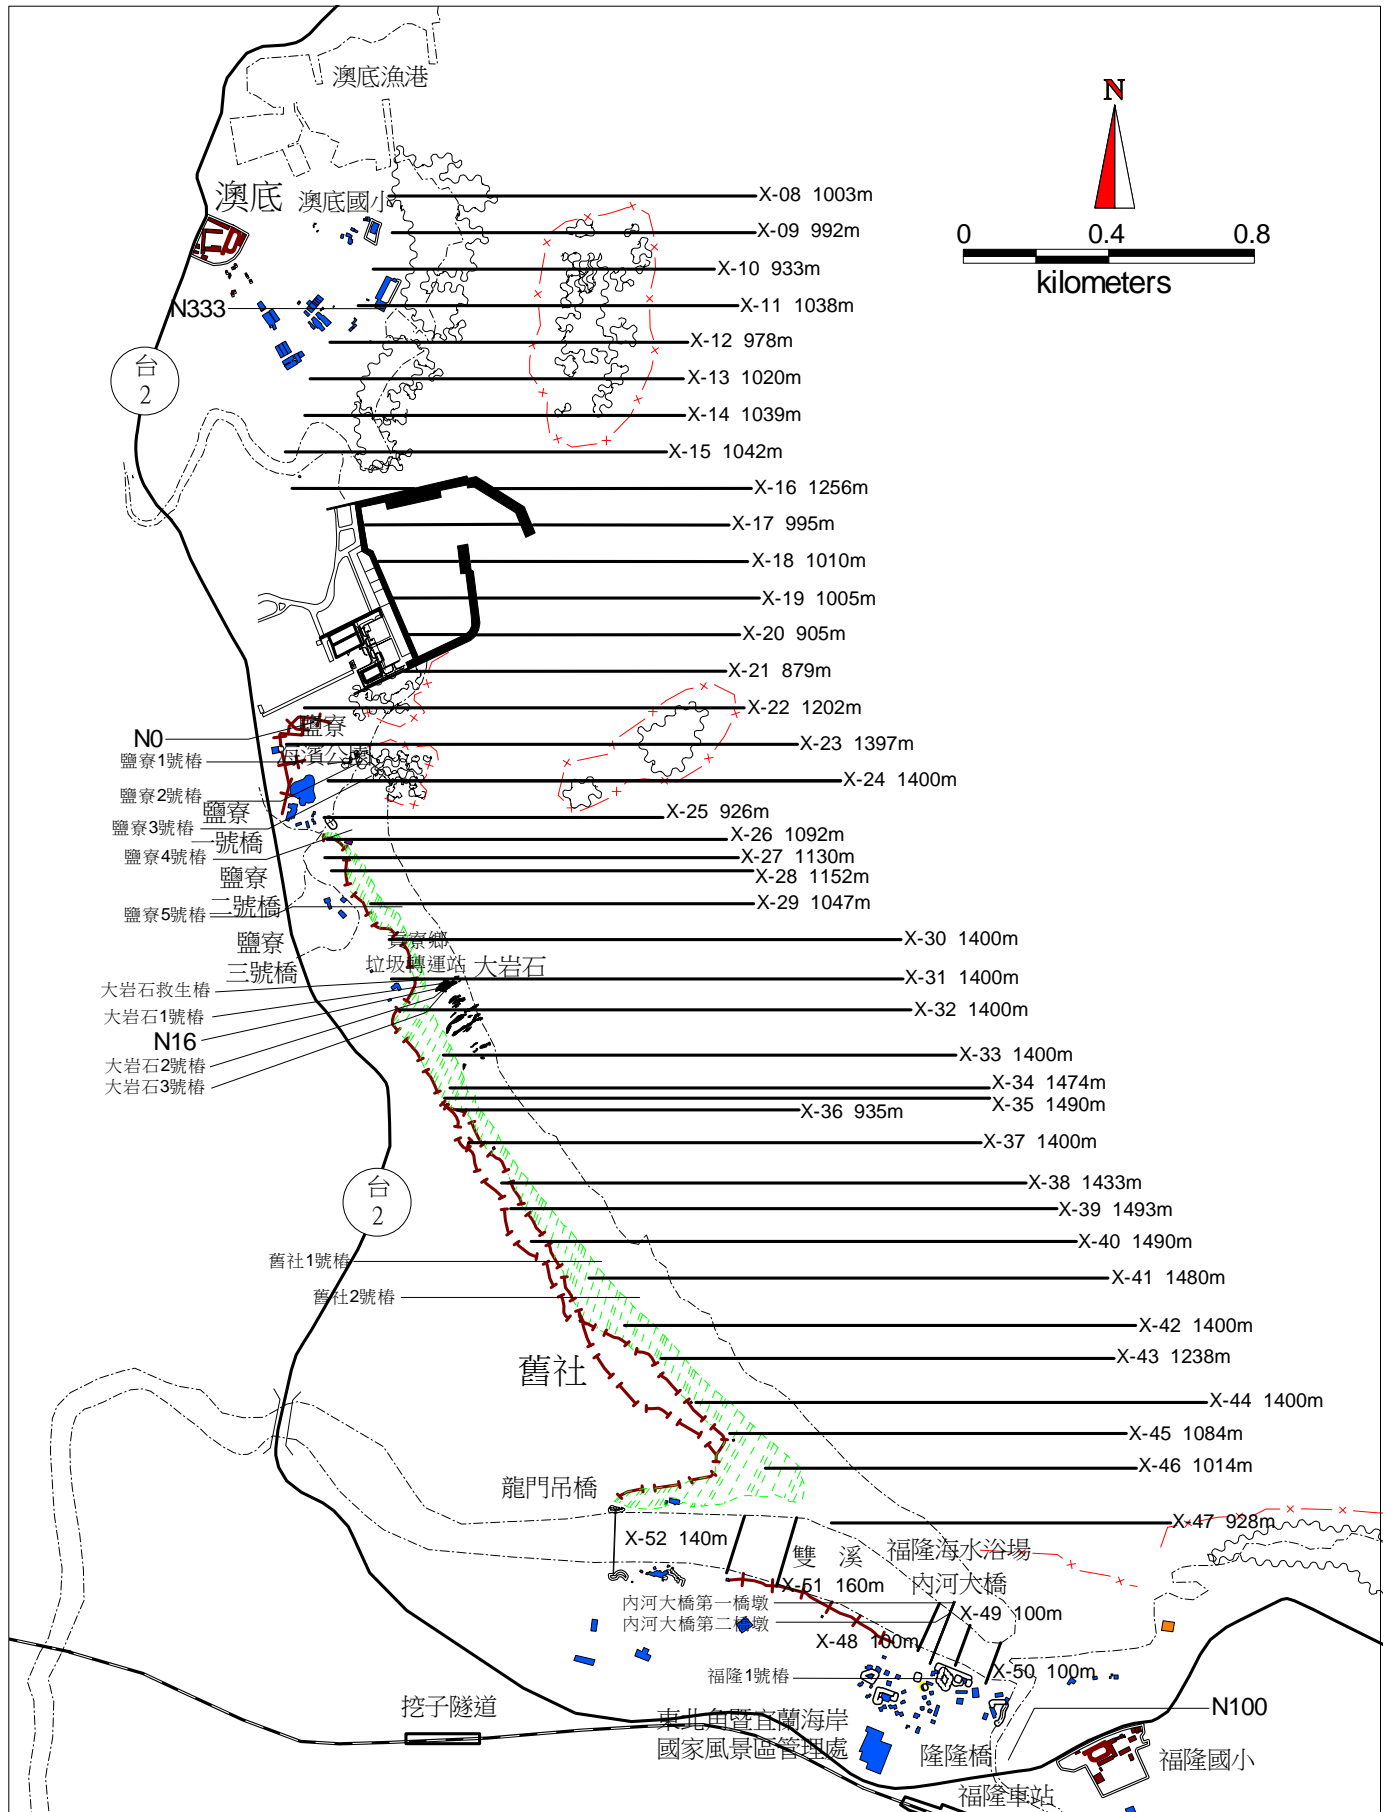 澳底漁港
N
澳底
澳底國小
X-08 1003m
X-09 992m
0 0.4 0.8
kilometers
X-10 933m
N333
X-11 1038m
X-12 978m
台
2
X-13 1020m
X-14 1039m
X-15 1042m
X-16 1256m
X-17 995m
X-18 1010m
X-19 1005m
X-20 905m
X-21 879m
X-22 1202m
鹽寮
海濱公園
N0
X-23 1397m
鹽寮1號樁
X-24 1400m
鹽寮2號樁
鹽寮
一號橋
X-25 926m
鹽寮3號樁
X-26 1092m
鹽寮4號樁
X-27 1130m
鹽寮
二號橋
X-28 1152m
X-29 1047m
鹽寮5號樁
鹽寮
三號橋
貢寮鄉
垃圾轉運站
X-30 1400m
大岩石
X-31 1400m
大岩石救生樁
大岩石1號樁
X-32 1400m
N16
大岩石2號樁
X-33 1400m
大岩石3號樁
X-34 1474m
X-35 1490m
X-36 935m
X-37 1400m
台
2
X-38 1433m
X-39 1493m
X-40 1490m
舊社1號樁
X-41 1480m
舊社2號樁
X-42 1400m
X-43 1238m
舊社
X-44 1400m
X-45 1084m
X-46 1014m
龍門吊橋
X-47 928m
X-52 140m
雙 溪
福隆海水浴場
X-51 160m
內河大橋
內河大橋第一橋墩
內河大橋第二橋墩
X-49 100m
X-48 100m
X-50 100m
福隆1號樁
挖子隧道
N100
東北角暨宜蘭海岸
國家風景區管理處
隆隆橋
福隆國小
福隆車站